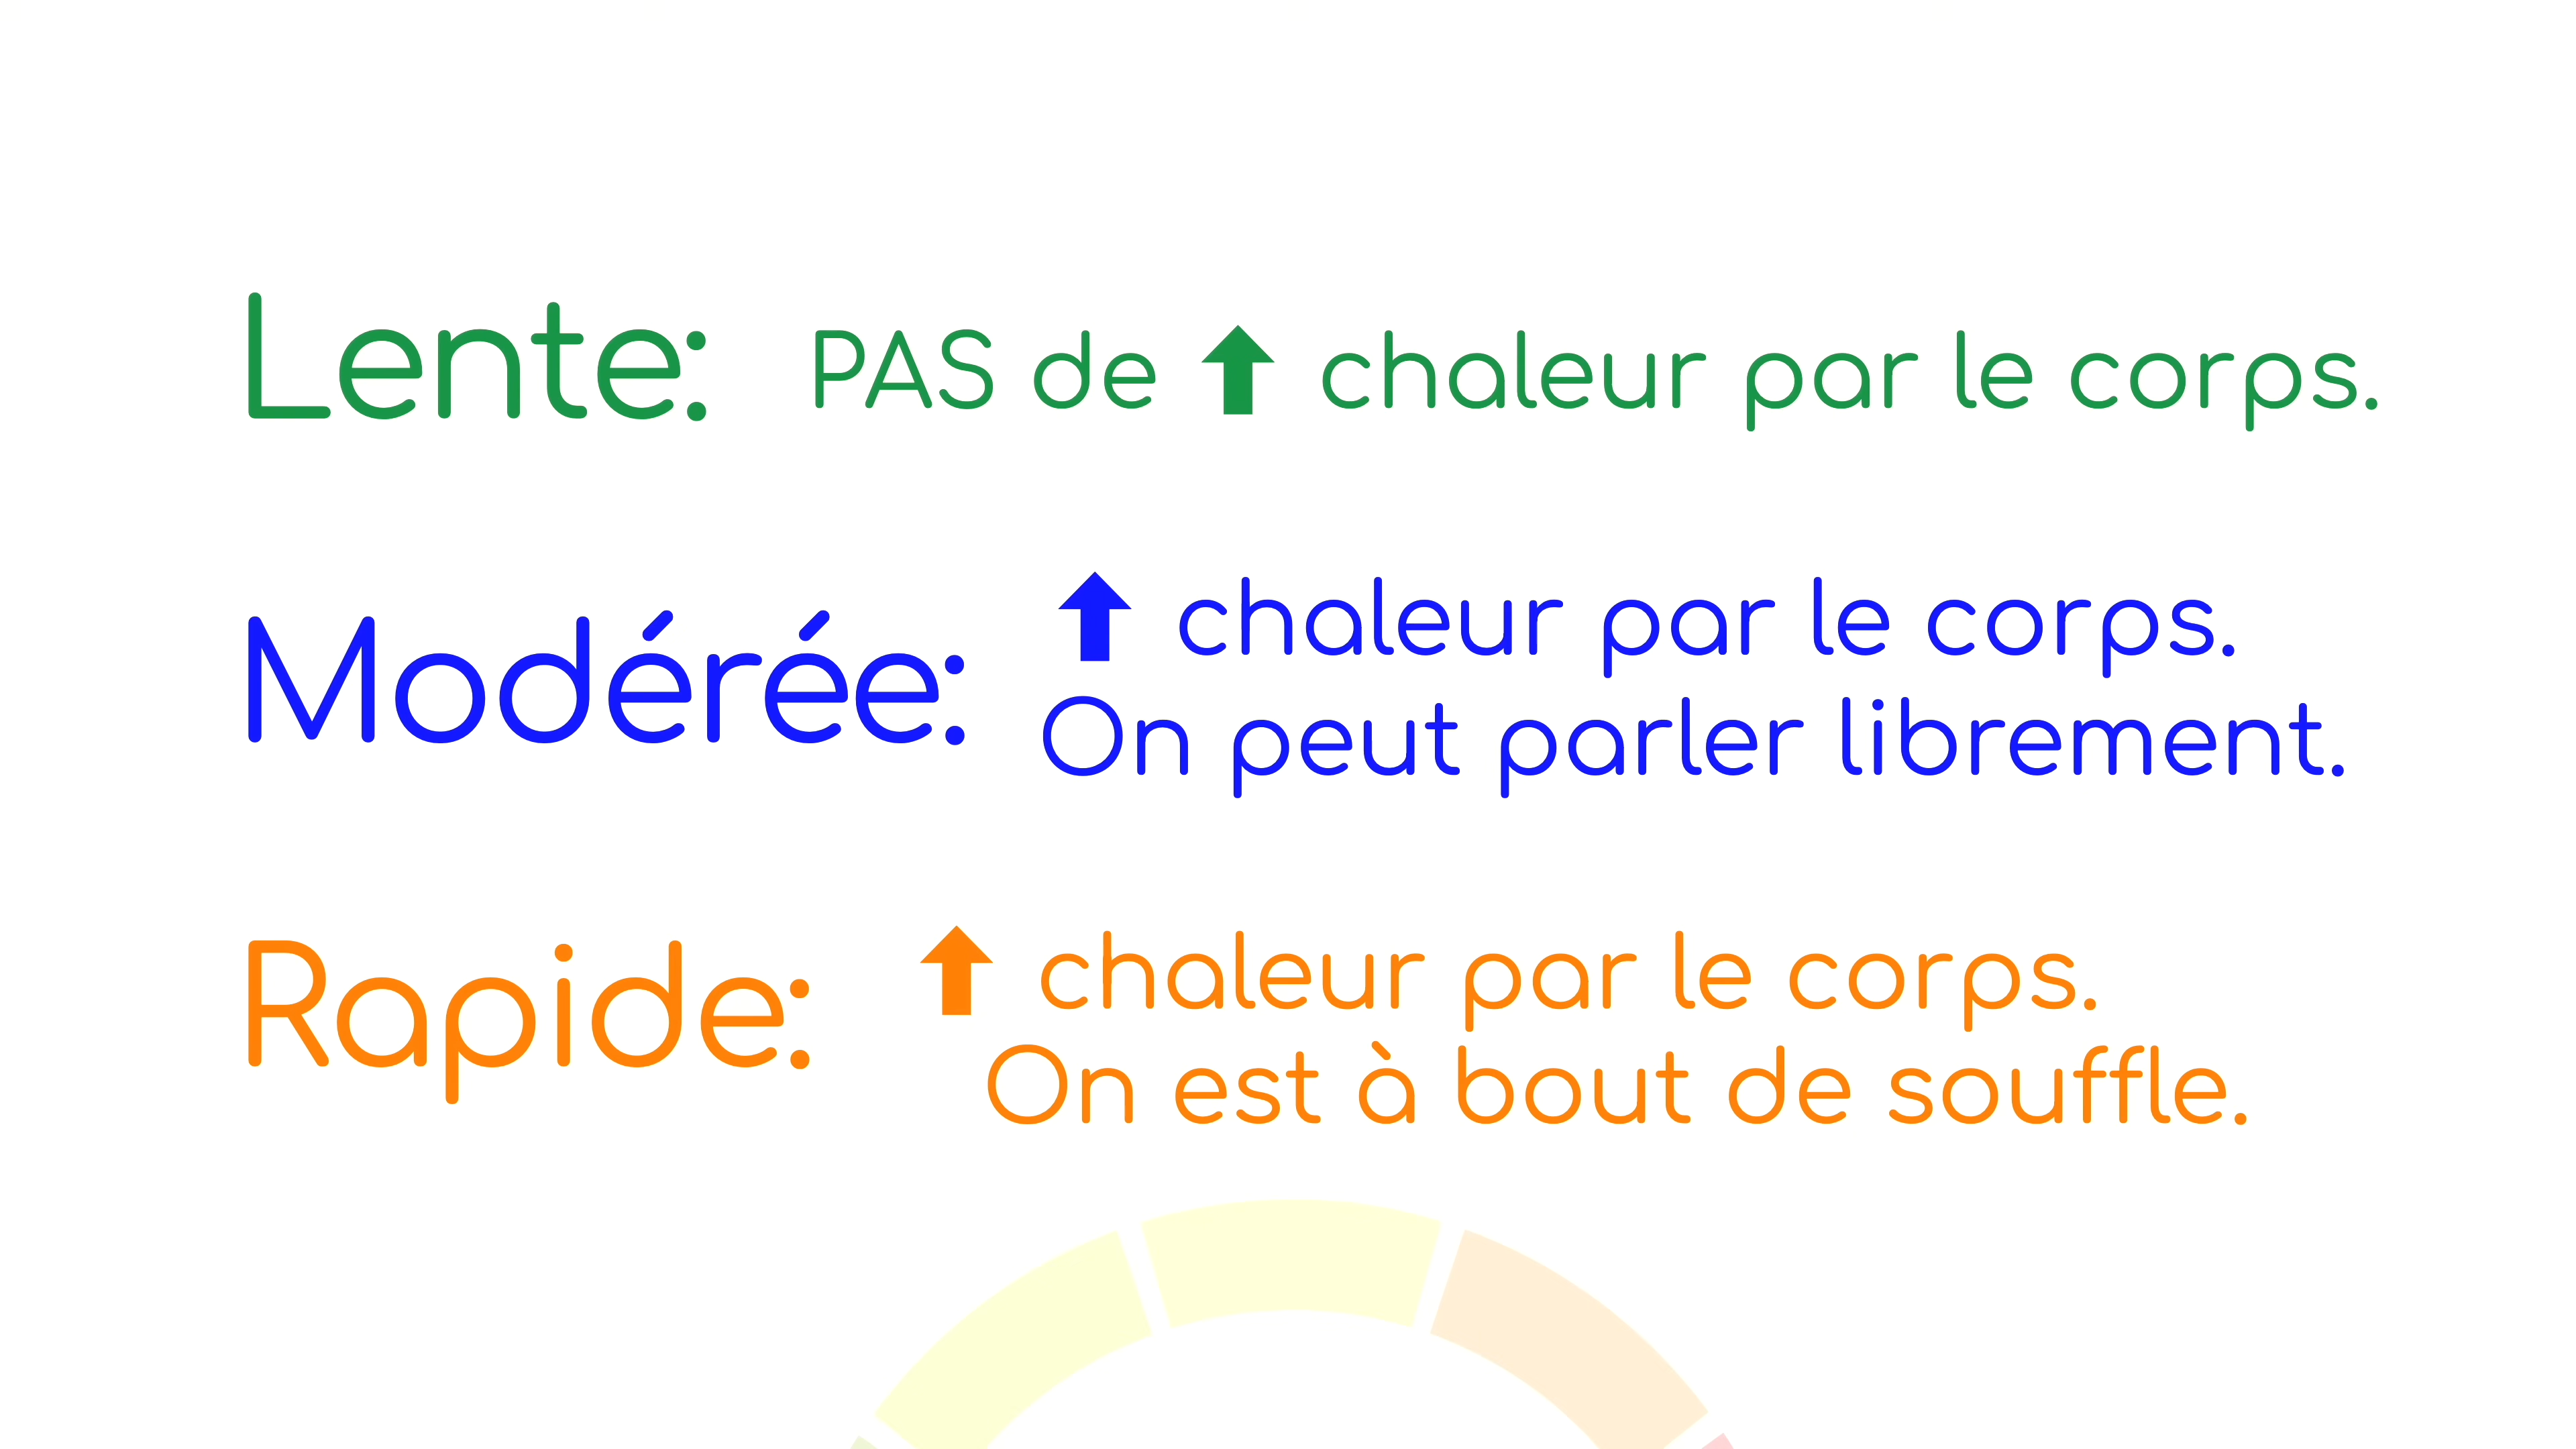 Lente: PAS de ⬆ chaleur par le corps.
Modérée: ⬆ chaleur par le corps.
On peut parler librement.
Rapide: ⬆ chaleur par le corps.
On est à bout de souffle.